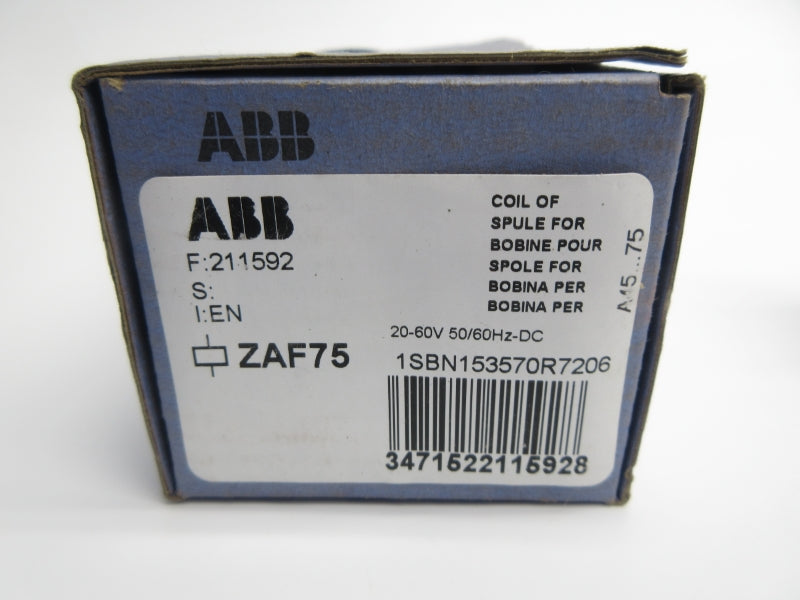 ABB
ABB
F:211592
S:
I:EN
ZAF75
COIL OF
SPULE FOR
BOBINE POUR
SPOLE FOR
BOBINA PER
BOBINA PER
A45...75
20-60V 50/60Hz-DC
1SBN153570R7206
3471522115928